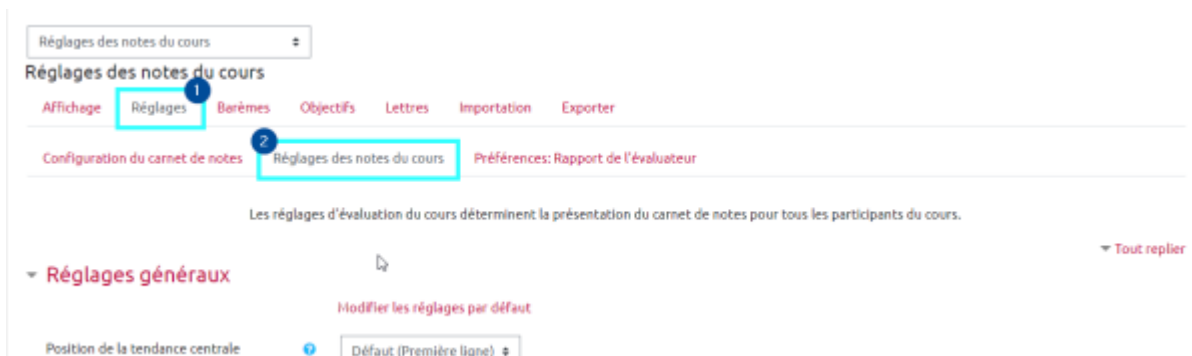 Réglages des notes du cours
Réglages des notes du cours
1
Affichage Réglages Barèmes Objectifs Lettres Importation Exporter
2
Configuration du carnet de notes Réglages des notes du cours Préférences: Rapport de l'évaluateur
Les réglages d'évaluation du cours déterminent la présentation du carnet de notes pour tous les participants du cours.
Tout replier
Réglages généraux
Modifier les réglages par défaut
Position de la tendance centrale ? Défaut (Première ligne)